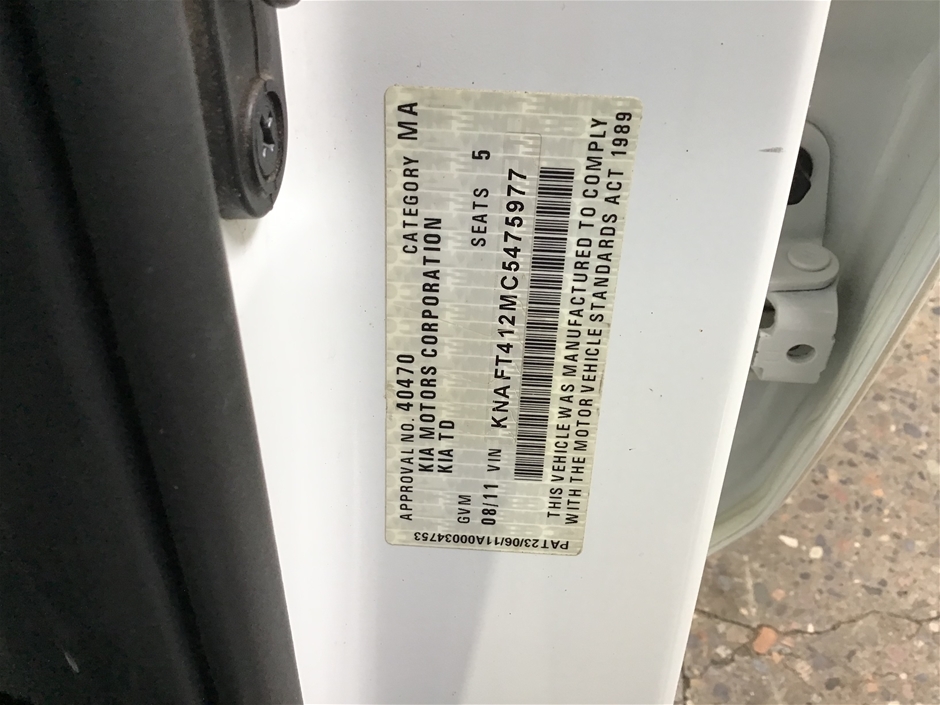 APPROVAL NO. 40470 CATEGORY MA
KIA MOTORS CORPORATION
KIA TD
GVM SEATS 5
08/11 VIN KNAFT412MC5475977
THIS VEHICLE WAS MANUFACTURED TO COMPLY
WITH THE MOTOR VEHICLE STANDARDS ACT 1989
PAT23/06/11A00034753